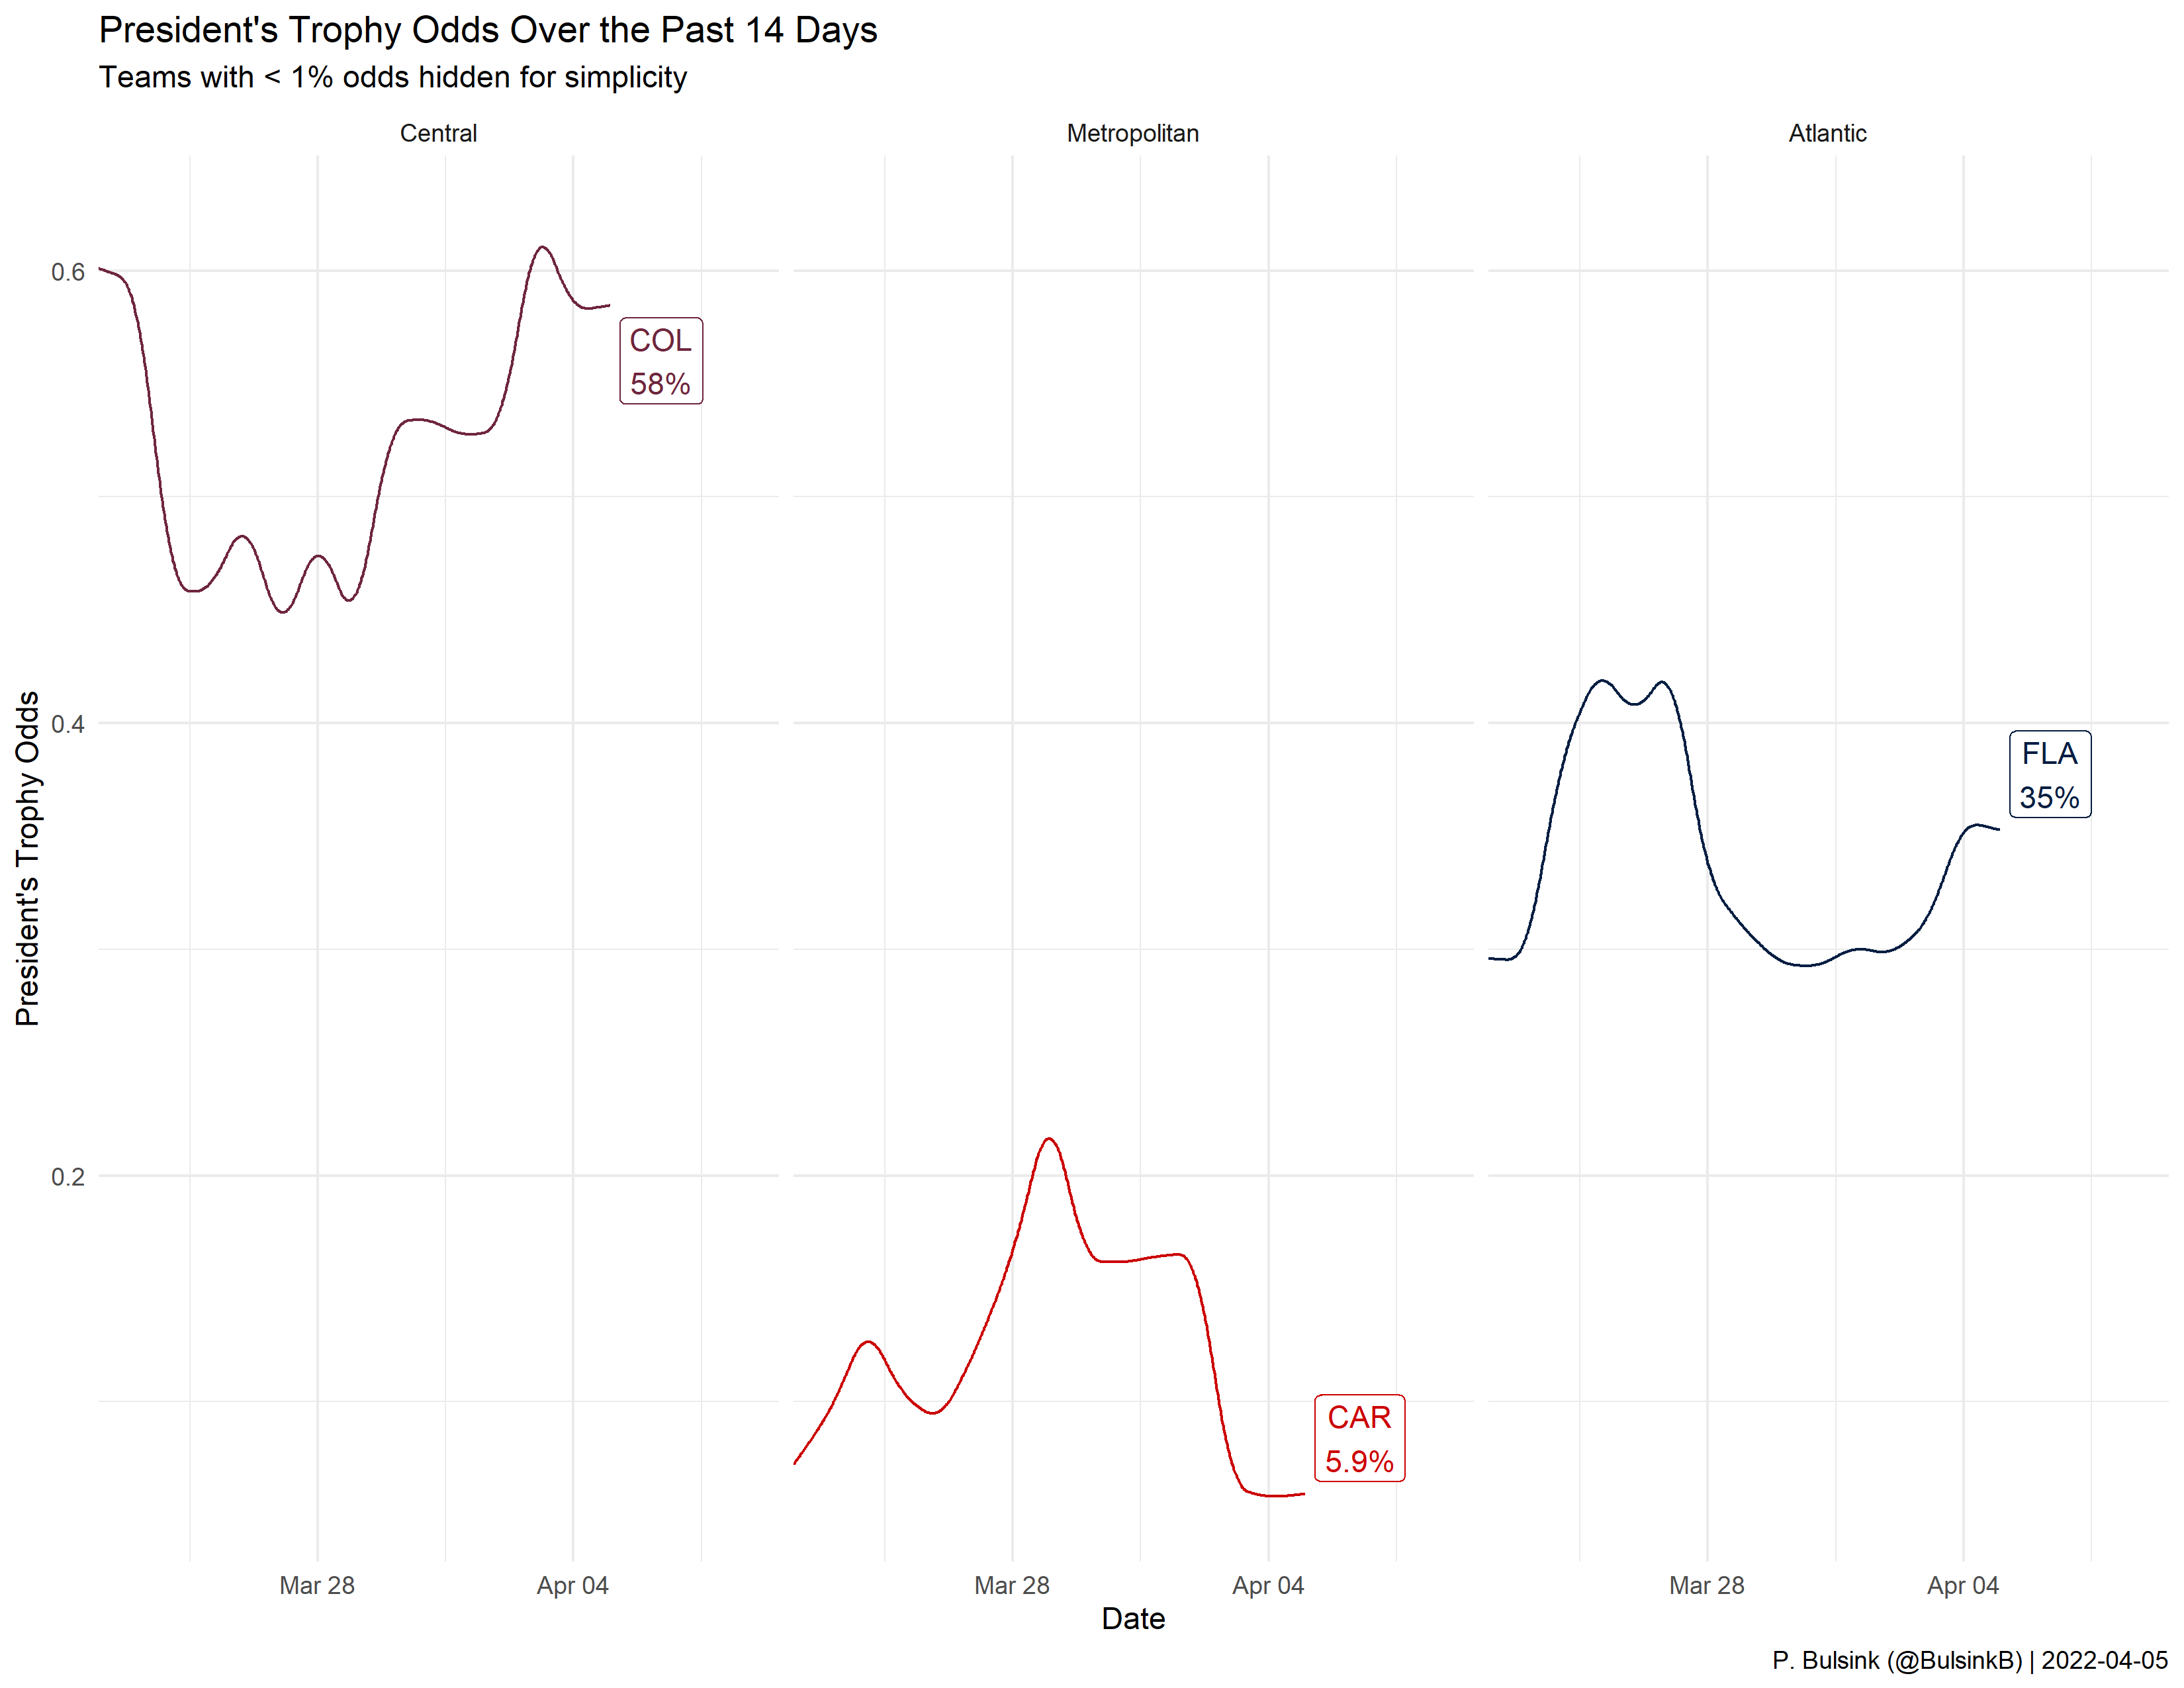 President's Trophy Odds Over the Past 14 Days
Teams with < 1% odds hidden for simplicity
Central
Metropolitan
Atlantic
President's Trophy Odds
0.6
0.4
0.2
COL
58%
CAR
5.9%
FLA
35%
Mar 28
Apr 04
Mar 28
Apr 04
Mar 28
Apr 04
Date
P. Bulsink (@BulsinkB) | 2022-04-05